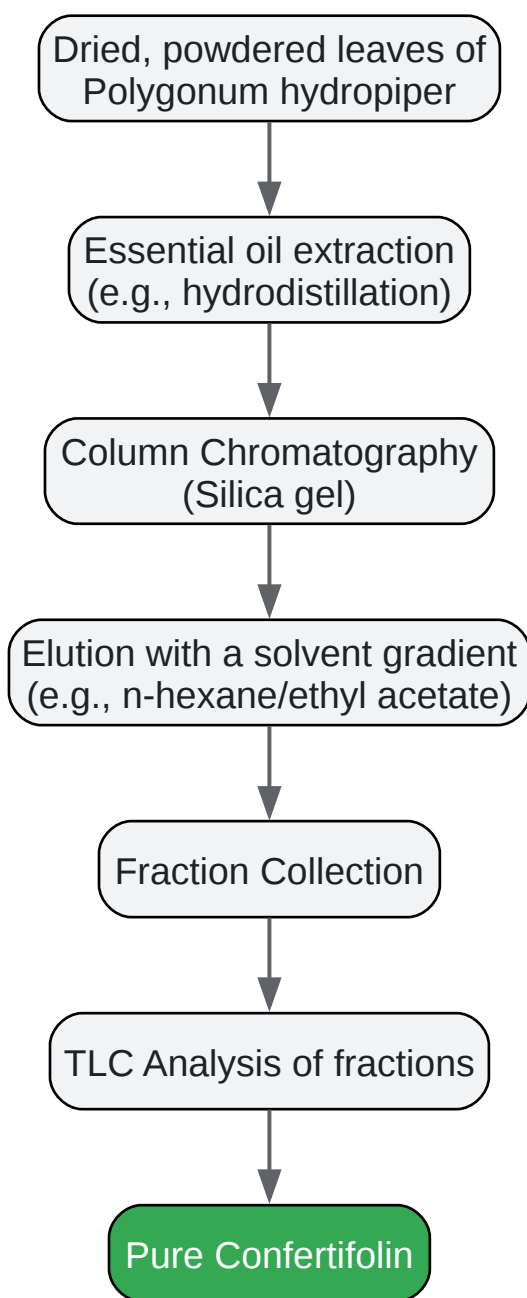 Dried, powdered leaves of
Polygonum hydropiper
Essential oil extraction
(e.g., hydrodistillation)
Column Chromatography
(Silica gel)
Elution with a solvent gradient
(e.g., n-hexane/ethyl acetate)
Fraction Collection
TLC Analysis of fractions
Pure Confertifolin